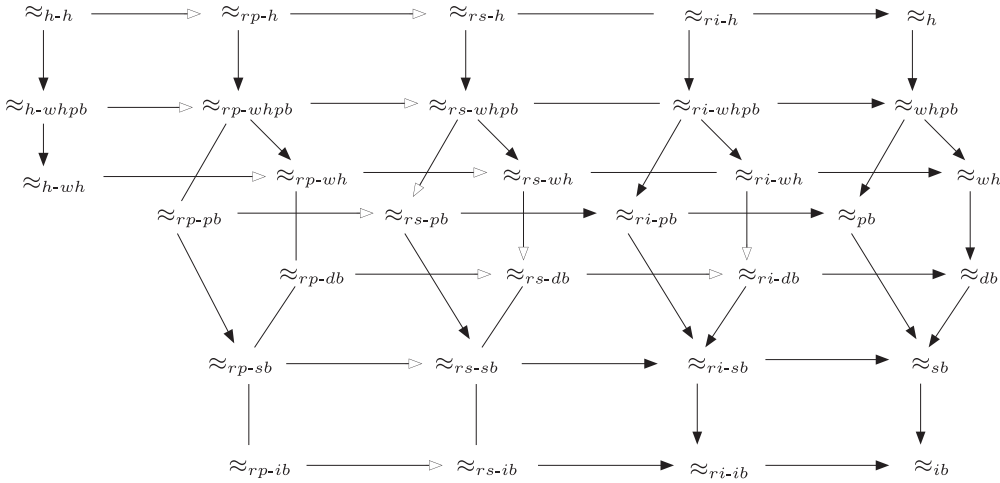 ≈h-h ≈rp-h ≈rs-h ≈ri-h ≈h
≈h-whpb ≈rp-whpb ≈rs-whpb ≈ri-whpb ≈whpb
≈h-wh ≈rp-wh ≈rs-wh ≈ri-wh ≈wh
≈rp-pb ≈rs-pb ≈ri-pb ≈pb
≈rp-db ≈rs-db ≈ri-db ≈db
≈rp-sb ≈rs-sb ≈ri-sb ≈sb
≈rp-ib ≈rs-ib ≈ri-ib ≈ib